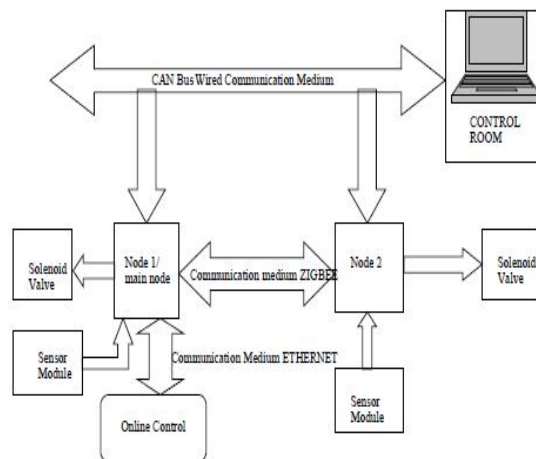 CAN Bus Wired Communication Medium
CONTROL
ROOM
Solenoid
Valve
Node 1/
main node
Communication medium ZIGBEE
Node 2
Solenoid
Valve
Sensor
Module
Communication Medium ETHERNET
Online Control
Sensor
Module